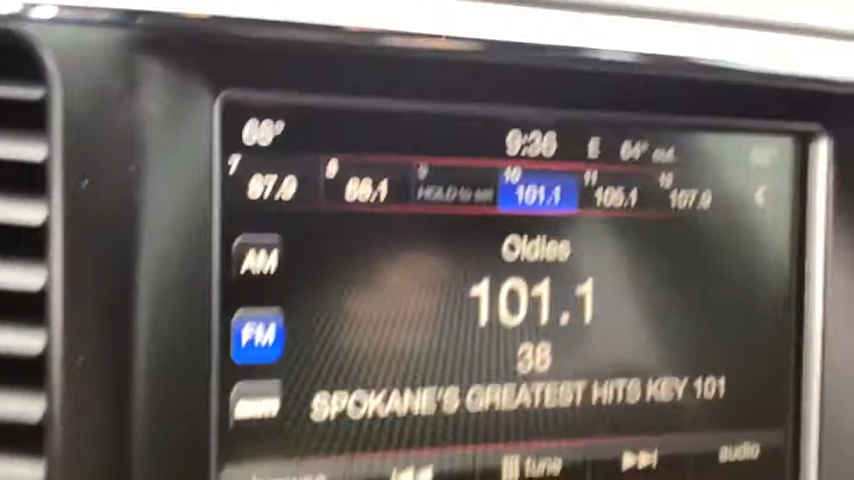 68° 9:36 E 64° out
7 87.9 8 88.1 9 HOLD to set 10 101.1 11 105.1 12 107.9
Oldies
AM
101.1
FM
38
SPOKANE'S GREATEST HITS KEY 101
tune audio